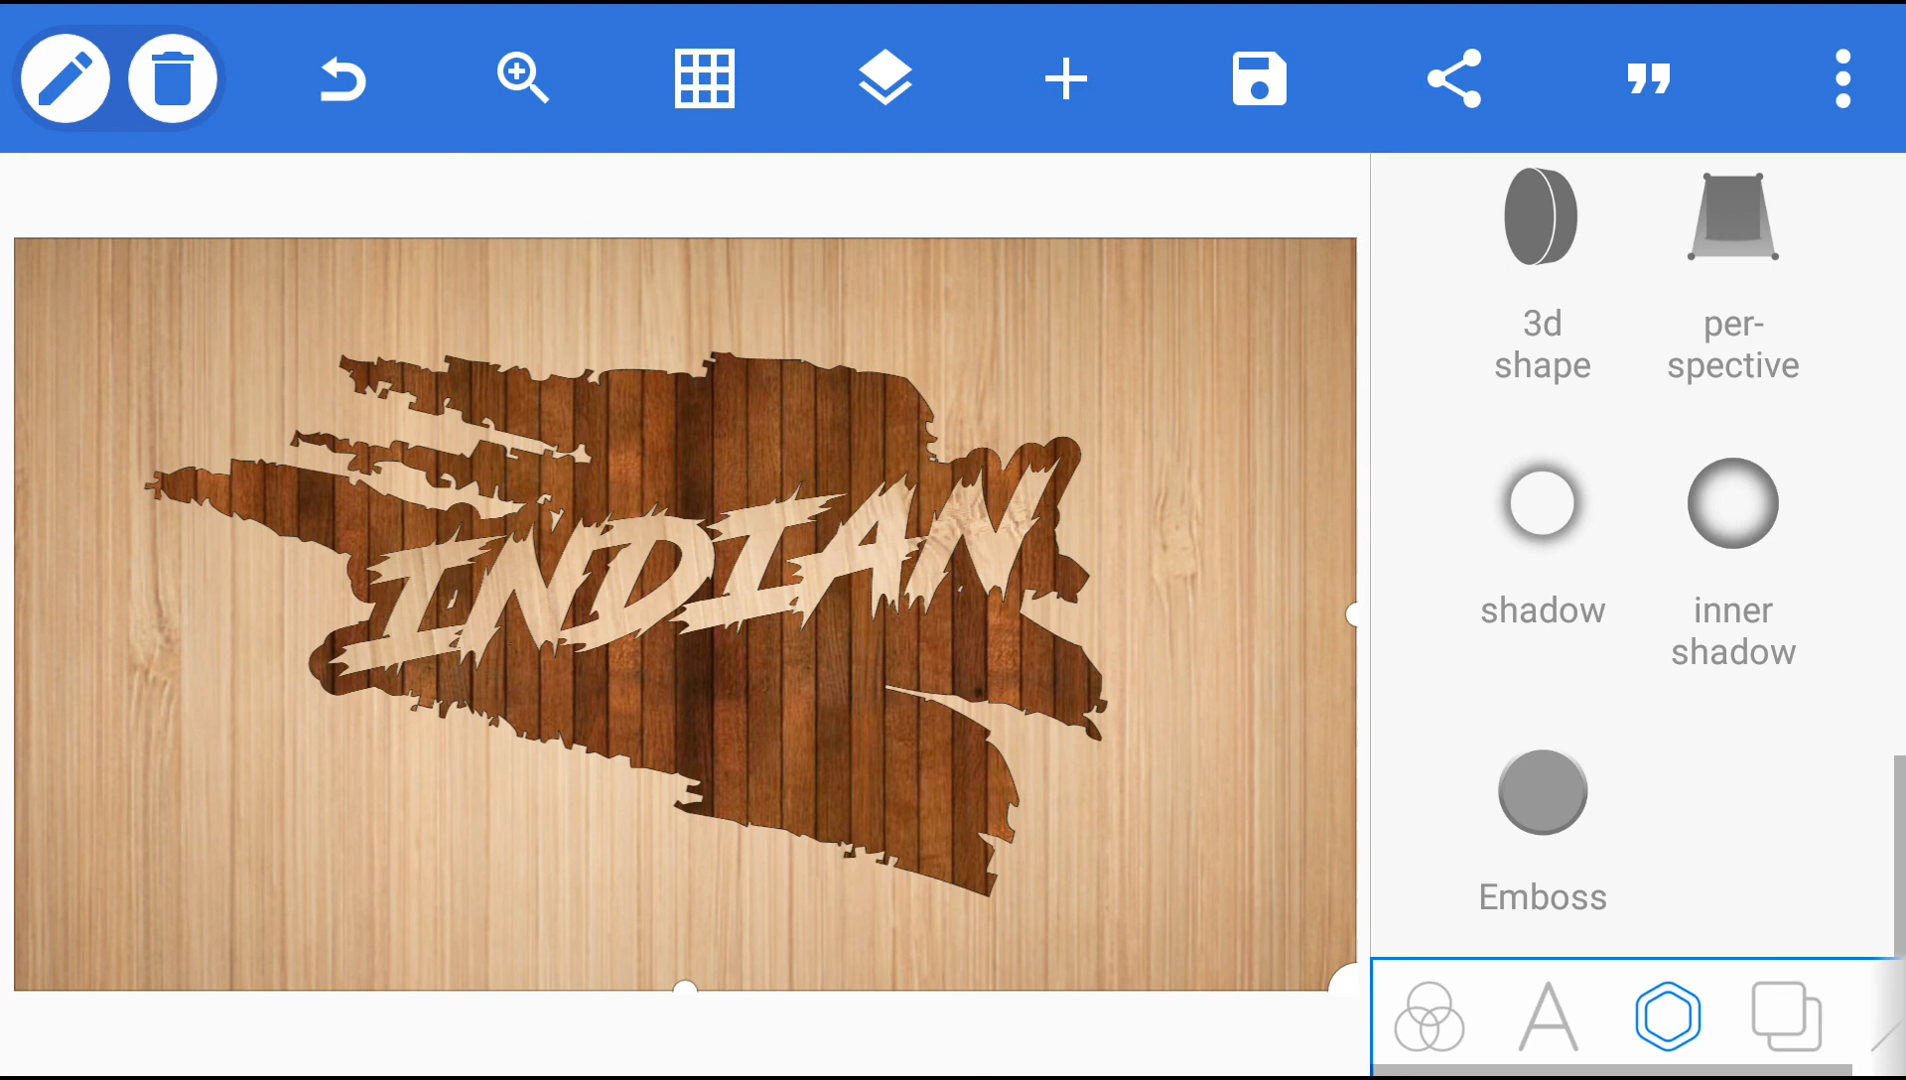 3d
shape
per-
spective
INDIAN
shadow
inner
shadow
Emboss